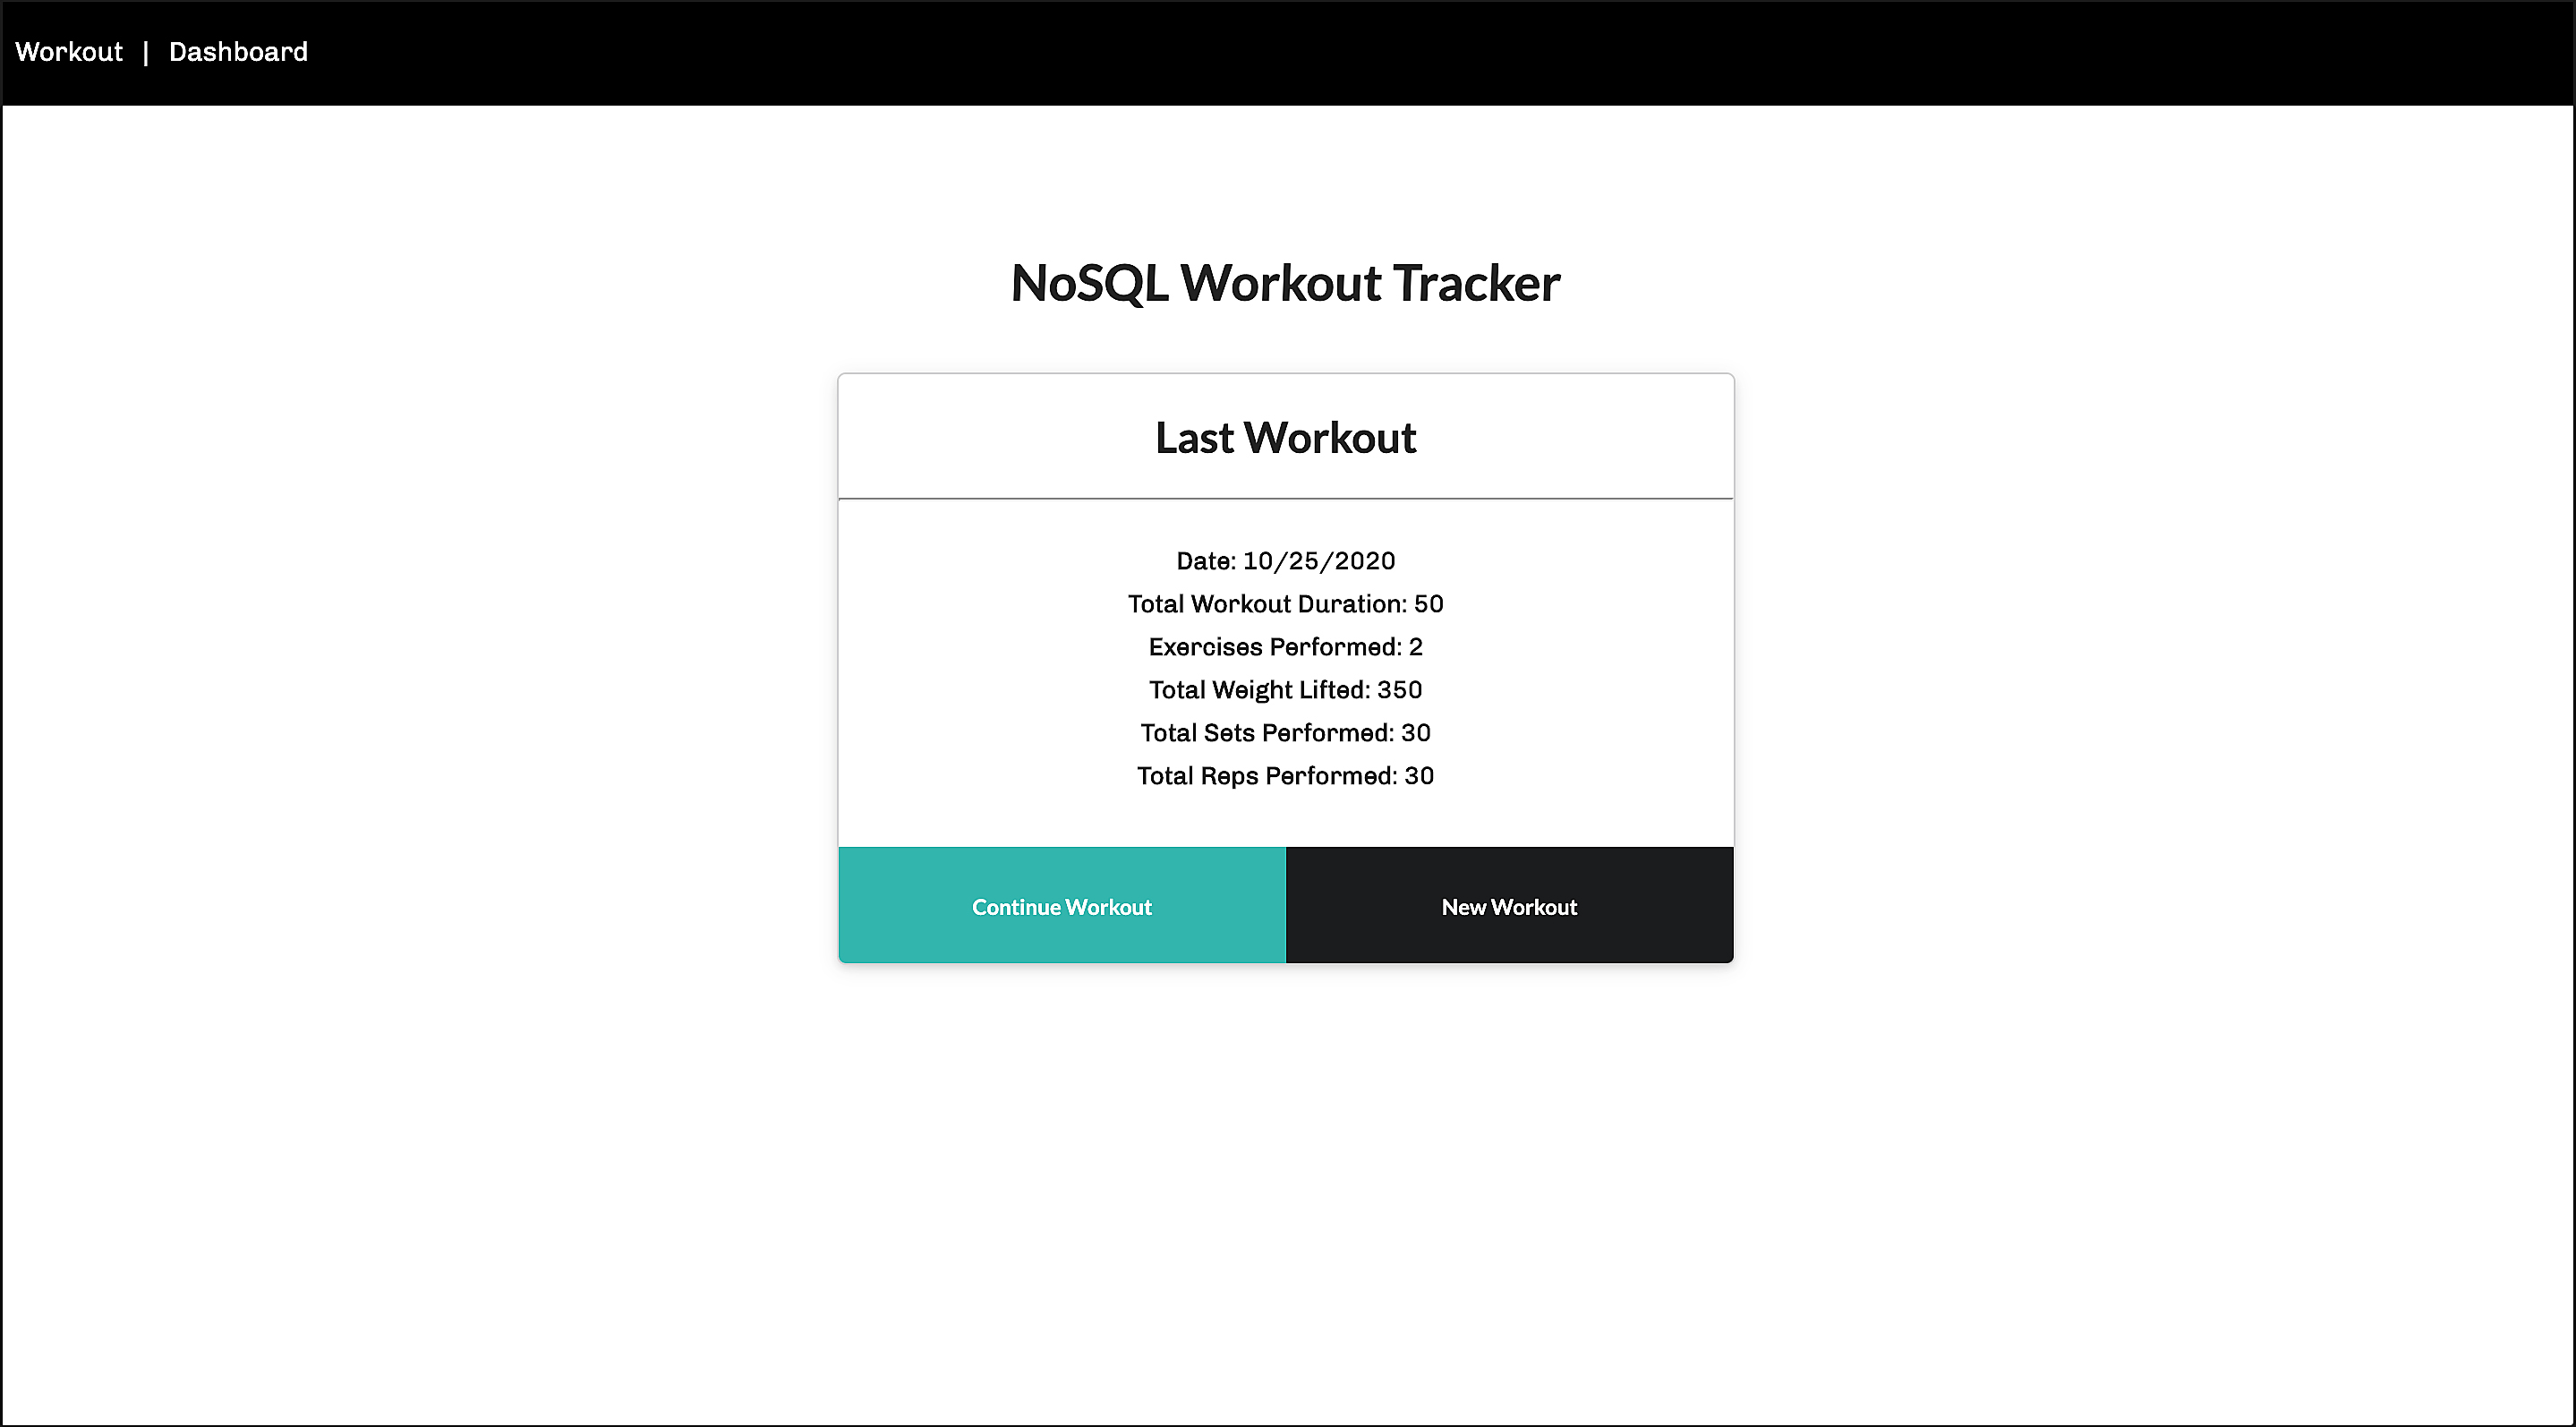 Workout | Dashboard
NoSQL Workout Tracker
Last Workout
Date: 10/25/2020
Total Workout Duration: 50
Exercises Performed: 2
Total Weight Lifted: 350
Total Sets Performed: 30
Total Reps Performed: 30
Continue Workout
New Workout